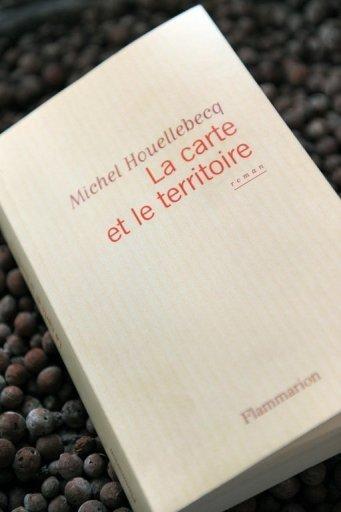 Michel Houellebecq
La carte
et le territoire
roman
Flammarion